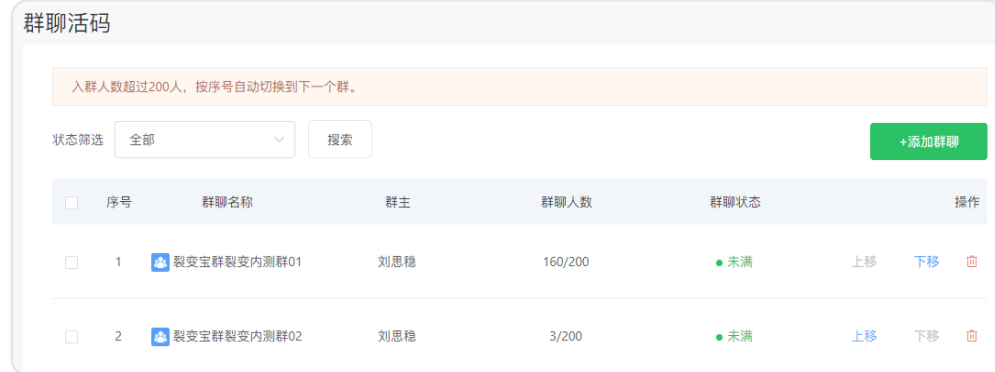 群聊活码
入群人数超过200人，按序号自动切换到下一个群。
状态筛选 全部 搜索 +添加群聊
序号 群聊名称 群主 群聊人数 群聊状态 操作
1 裂变宝群裂变内测群01 刘思稳 160/200 未满 上移 下移
2 裂变宝群裂变内测群02 刘思稳 3/200 未满 上移 下移